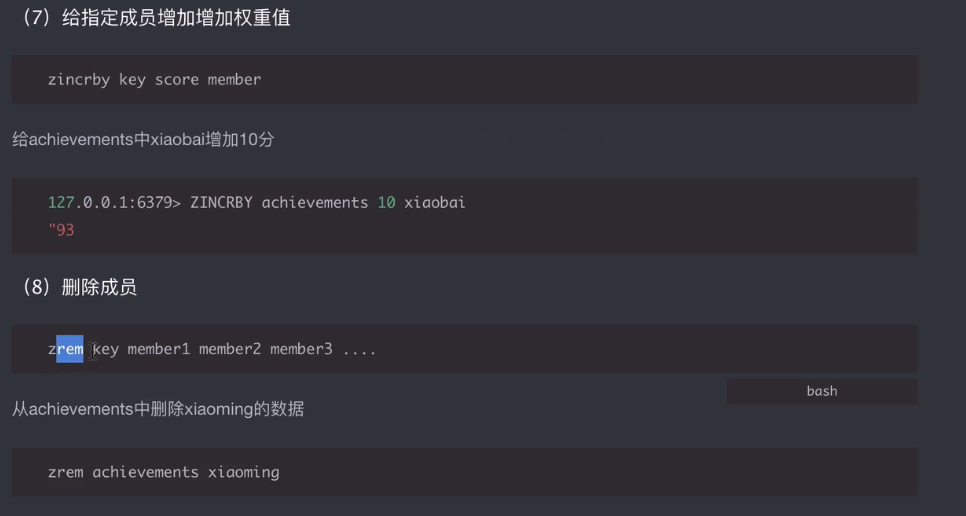 （7）给指定成员增加增加权重值
zincrby key score member
给achievements中xiaobai增加10分
127.0.0.1:6379> ZINCRBY achievements 10 xiaobai
"93
（8）删除成员
zrem key member1 member2 member3 ....
bash
从achievements中删除xiaoming的数据
zrem achievements xiaoming